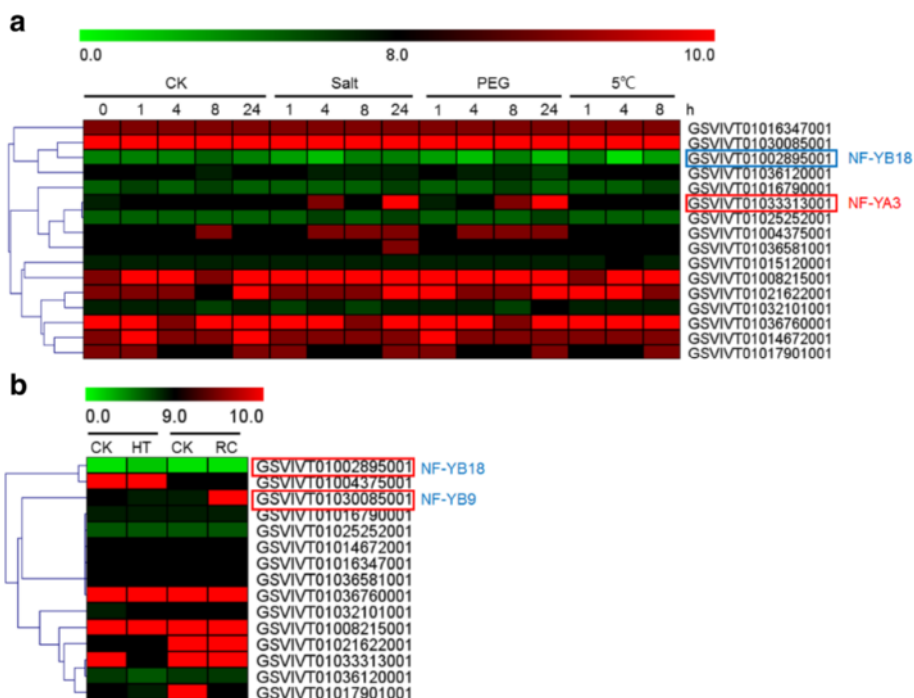 a
0.0 8.0 10.0
CK Salt PEG 5℃
0 1 4 8 24 1 4 8 24 1 4 8 24 1 4 8 h
GSVIVT01016347001
GSVIVT01030085001
GSVIVT01002895001 NF-YB18
GSVIVT01036120001
GSVIVT01016790001
GSVIVT01033313001 NF-YA3
GSVIVT01025252001
GSVIVT01004375001
GSVIVT01036581001
GSVIVT01015120001
GSVIVT01008215001
GSVIVT01021622001
GSVIVT01032101001
GSVIVT01036760001
GSVIVT01014672001
GSVIVT01017901001
b
0.0 9.0 10.0
CK HT CK RC
GSVIVT01002895001 NF-YB18
GSVIVT01004375001
GSVIVT01030085001 NF-YB9
GSVIVT01016790001
GSVIVT01025252001
GSVIVT01014672001
GSVIVT01016347001
GSVIVT01036581001
GSVIVT01036760001
GSVIVT01032101001
GSVIVT01008215001
GSVIVT01021622001
GSVIVT01033313001
GSVIVT01036120001
GSVIVT01017901001